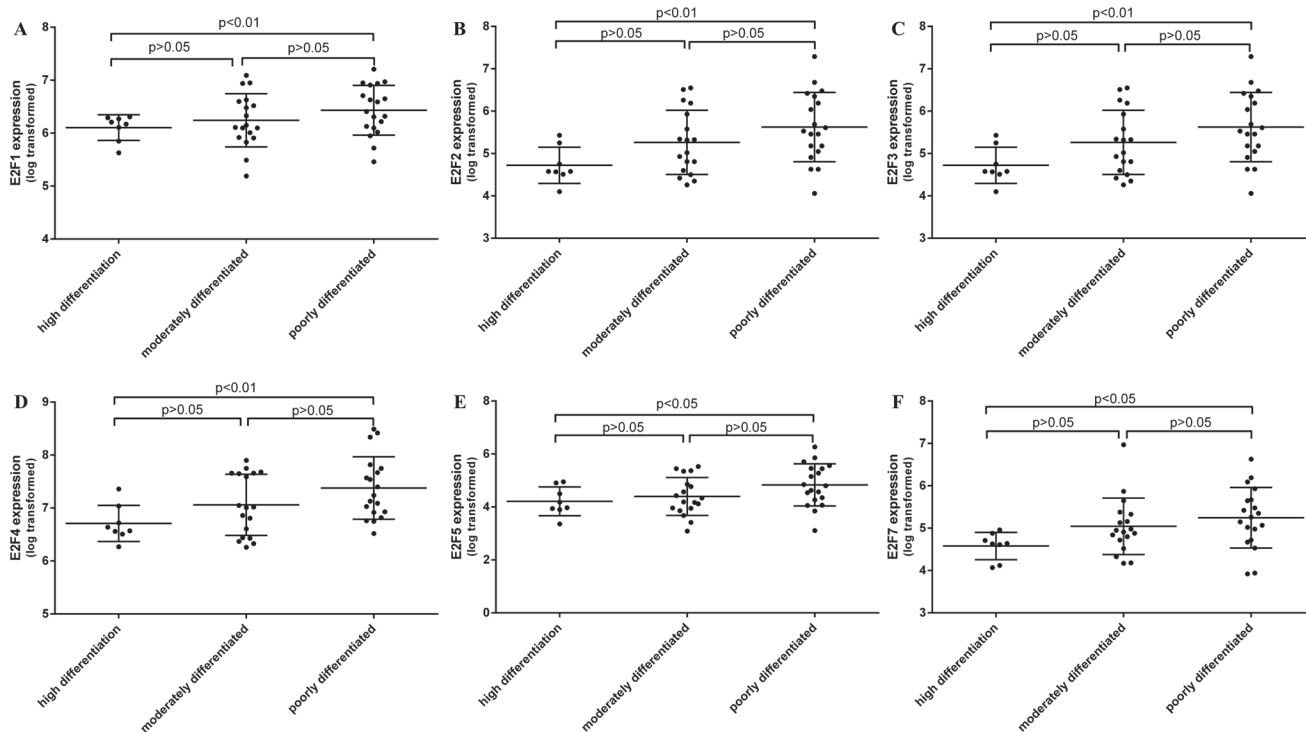 A
p<0.01
p>0.05
p>0.05
E2F1 expression
(log transformed)
8
7
6
5
4
high differentiation
moderately differentiated
poorly differentiated
B
p<0.01
p>0.05
p>0.05
E2F2 expression
(log transformed)
8
7
6
5
4
3
high differentiation
moderately differentiated
poorly differentiated
C
p<0.01
p>0.05
p>0.05
E2F3 expression
(log transformed)
8
7
6
5
4
3
high differentiation
moderately differentiated
poorly differentiated
D
p<0.01
p>0.05
p>0.05
E2F4 expression
(log transformed)
9
8
7
6
5
high differentiation
moderately differentiated
poorly differentiated
E
p<0.05
p>0.05
p>0.05
E2F5 expression
(log transformed)
8
6
4
2
0
high differentiation
moderately differentiated
poorly differentiated
F
p<0.05
p>0.05
p>0.05
E2F7 expression
(log transformed)
8
7
6
5
4
3
high differentiation
moderately differentiated
poorly differentiated